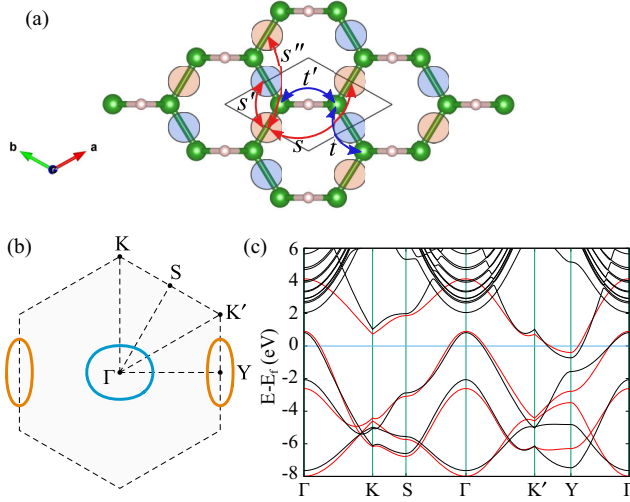 (a)
s''
t'
s'
s
t
b
a
(b)
K
S
K′
Γ
Y
(c)
E-E_f (eV)
6
4
2
0
-2
-4
-6
-8
Γ K S Γ K′ Y Γ